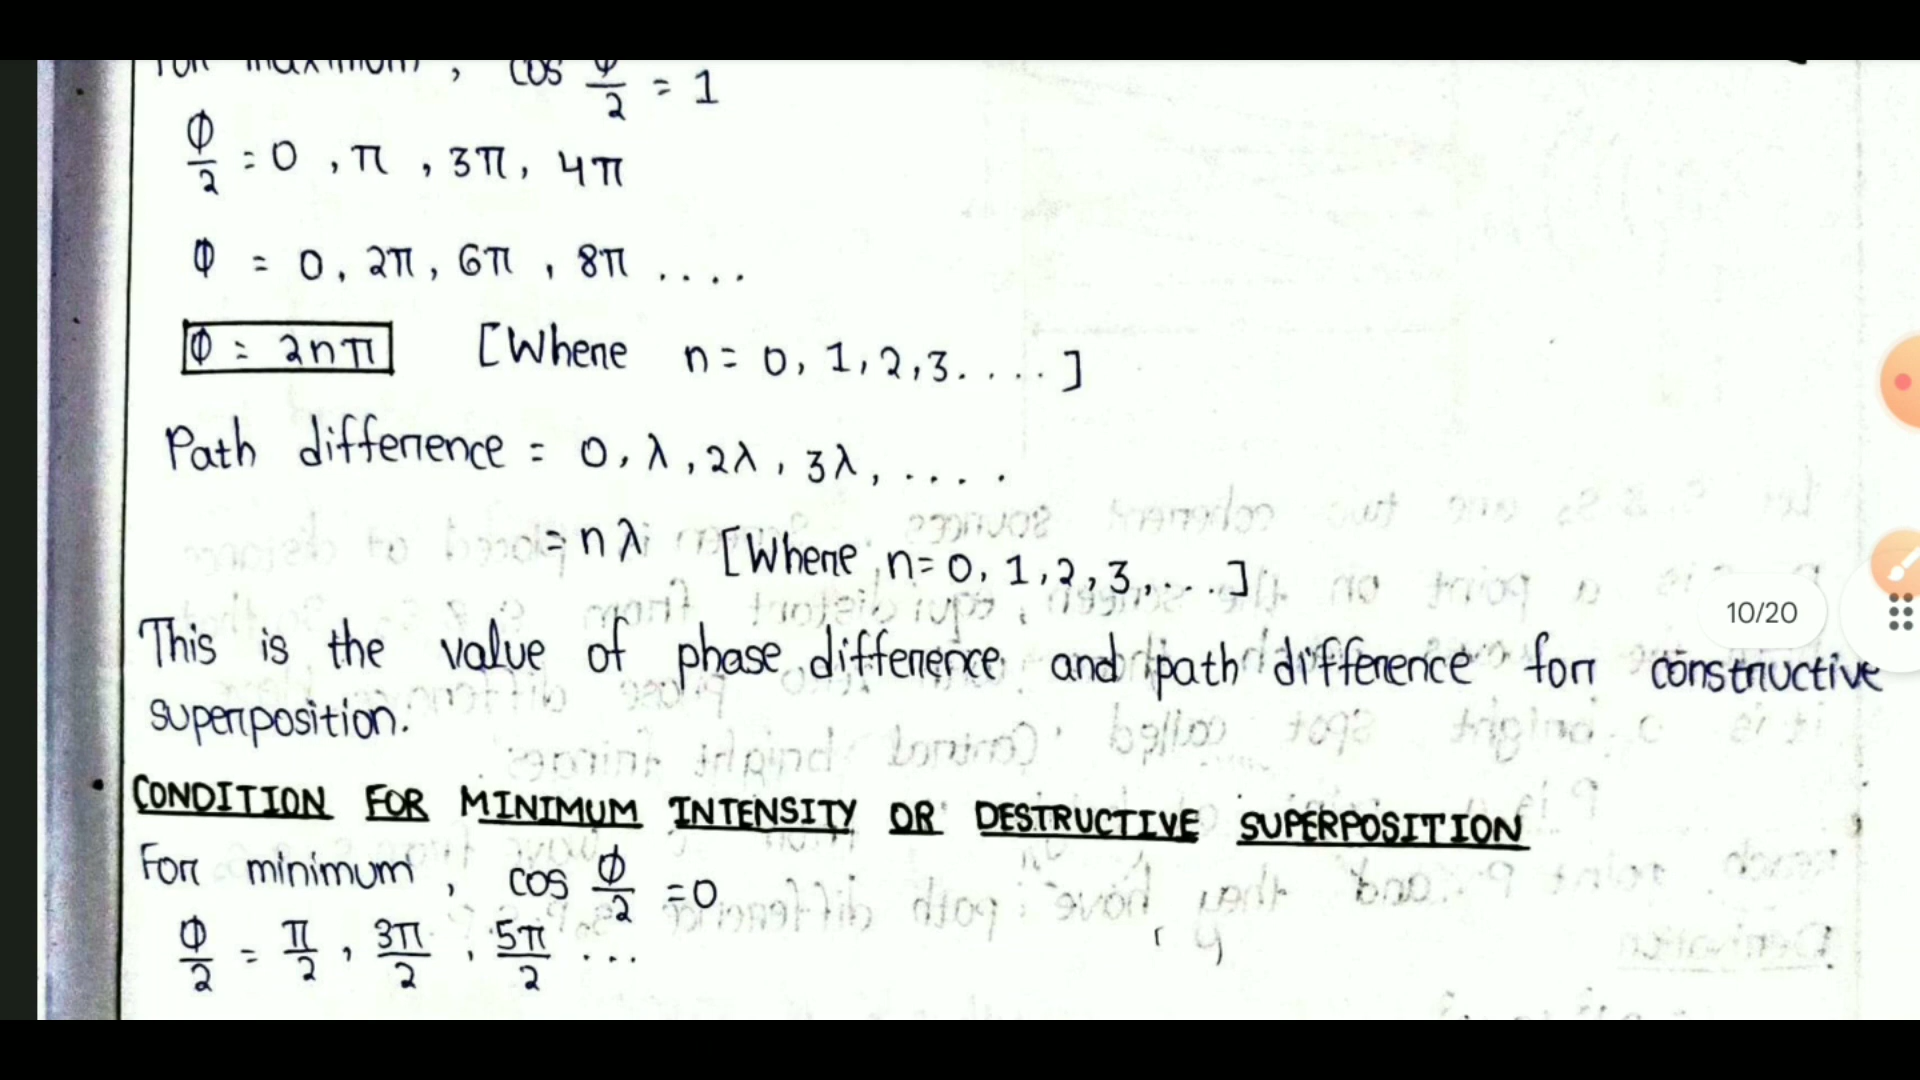 For maximum, cos Φ/2 = 1
Φ/2 = 0, π, 3π, 4π
Φ = 0, 2π, 6π, 8π ....
Φ = 2nπ [Where n = 0, 1, 2, 3....]
Path difference = 0, λ, 2λ, 3λ, ....
= nλ [Where n = 0, 1, 2, 3, ...]
10/20
This is the value of phase difference and path difference for constructive
superposition.
• CONDITION FOR MINIMUM INTENSITY OR DESTRUCTIVE SUPERPOSITION
For minimum, cos Φ/2 = 0
Φ/2 = π/2, 3π/2, 5π/2 ...